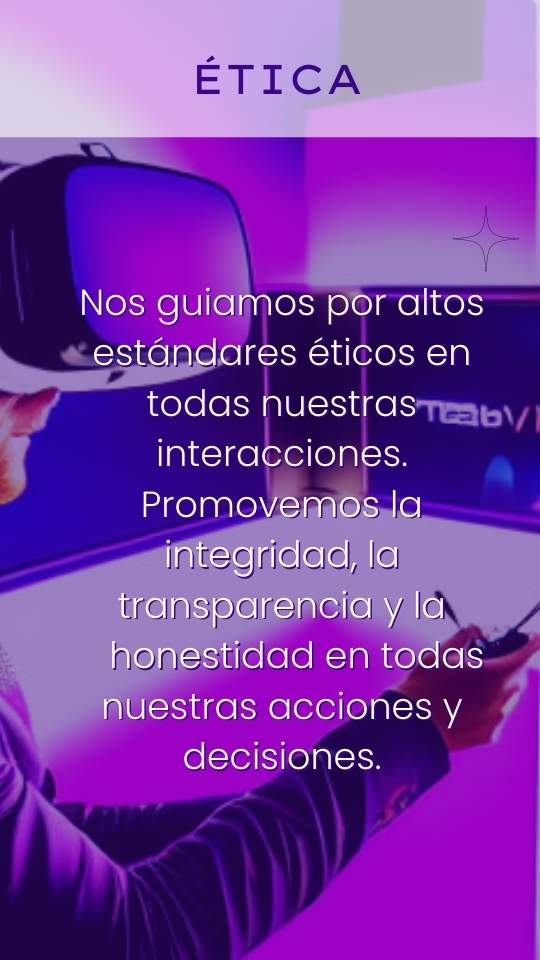 ÉTICA
Nos guiamos por altos
estándares éticos en
todas nuestras
interacciones.
Promovemos la
integridad, la
transparencia y la
honestidad en todas
nuestras acciones y
decisiones.